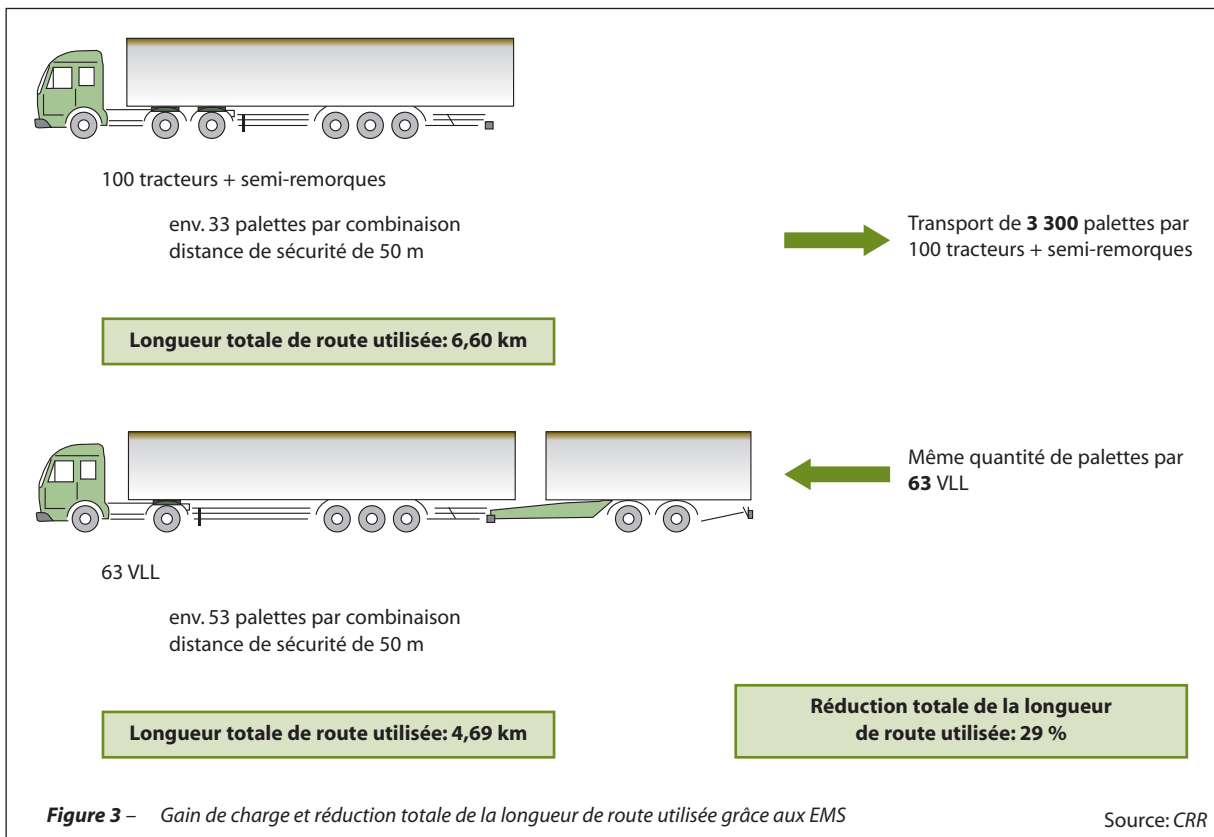 100 tracteurs + semi-remorques
env. 33 palettes par combinaison
distance de sécurité de 50 m
Transport de 3 300 palettes par
100 tracteurs + semi-remorques
Longueur totale de route utilisée: 6,60 km
Même quantité de palettes par
63 VLL
63 VLL
env. 53 palettes par combinaison
distance de sécurité de 50 m
Longueur totale de route utilisée: 4,69 km
Réduction totale de la longueur
de route utilisée: 29 %
Figure 3 – Gain de charge et réduction totale de la longueur de route utilisée grâce aux EMS
Source: CRR